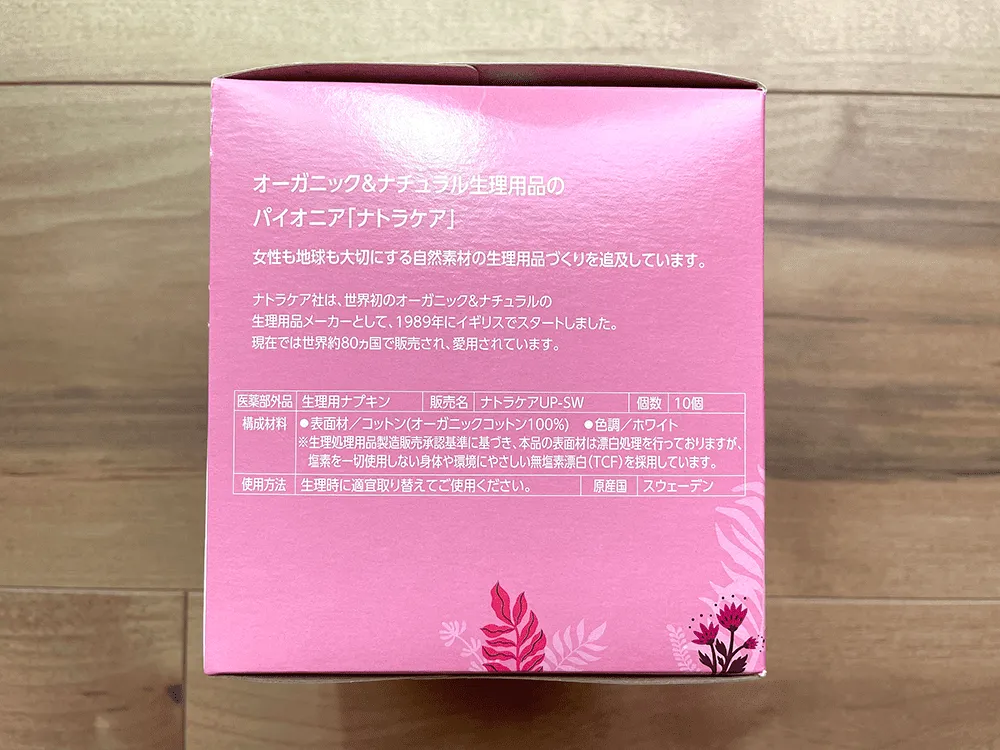 オーガニック&ナチュラル生理用品の
パイオニア「ナトラケア」
女性も地球も大切にする自然素材の生理用品づくりを追及しています。
ナトラケア社は、世界初のオーガニック&ナチュラルの
生理用品メーカーとして、1989年にイギリスでスタートしました。
現在では世界約80ヵ国で販売され、愛用されています。
医薬部外品 生理用ナプキン 販売名 ナトラケアUP-SW 個数 10個
構成材料 ●表面材/コットン(オーガニックコットン100%) ●色調/ホワイト
※生理処理用品製造販売承認基準に基づき、本品の表面材は漂白処理を行っておりますが、
塩素を一切使用しない身体や環境にやさしい無塩素漂白(TCF)を採用しています。
使用方法 生理時に適宜取り替えてご使用ください。 原産国 スウェーデン